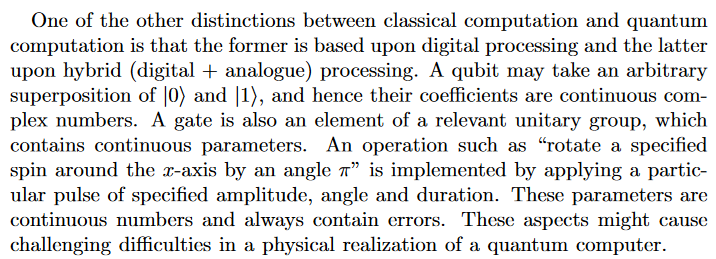 One of the other distinctions between classical computation and quantum
computation is that the former is based upon digital processing and the latter
upon hybrid (digital + analogue) processing. A qubit may take an arbitrary
superposition of |0⟩ and |1⟩, and hence their coefficients are continuous com-
plex numbers. A gate is also an element of a relevant unitary group, which
contains continuous parameters. An operation such as “rotate a specified
spin around the x-axis by an angle π” is implemented by applying a partic-
ular pulse of specified amplitude, angle and duration. These parameters are
continuous numbers and always contain errors. These aspects might cause
challenging difficulties in a physical realization of a quantum computer.